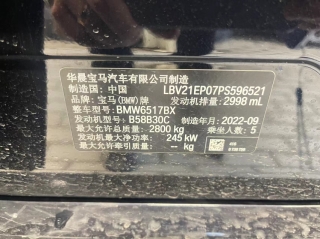 华晨宝马汽车有限公司制造
制造国：中国 LBV21EP07PS596521
品牌：宝马(BMW)牌 发动机排量：2998 mL
整车型号：BMW6517BX
发动机型号：B58B30C 制造年月：2022-09
最大允许总质量：2800 kg 乘坐人数：5
发动机最大净功率：245 kW
最大允许牵引质量：-- kg